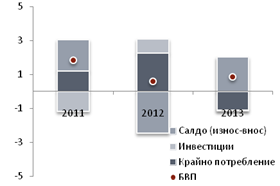 5
3
1
-1
2011
2012
2013
-3
-5
Салдо (износ-внос)
Инвестиции
Крайно потребление
БВП